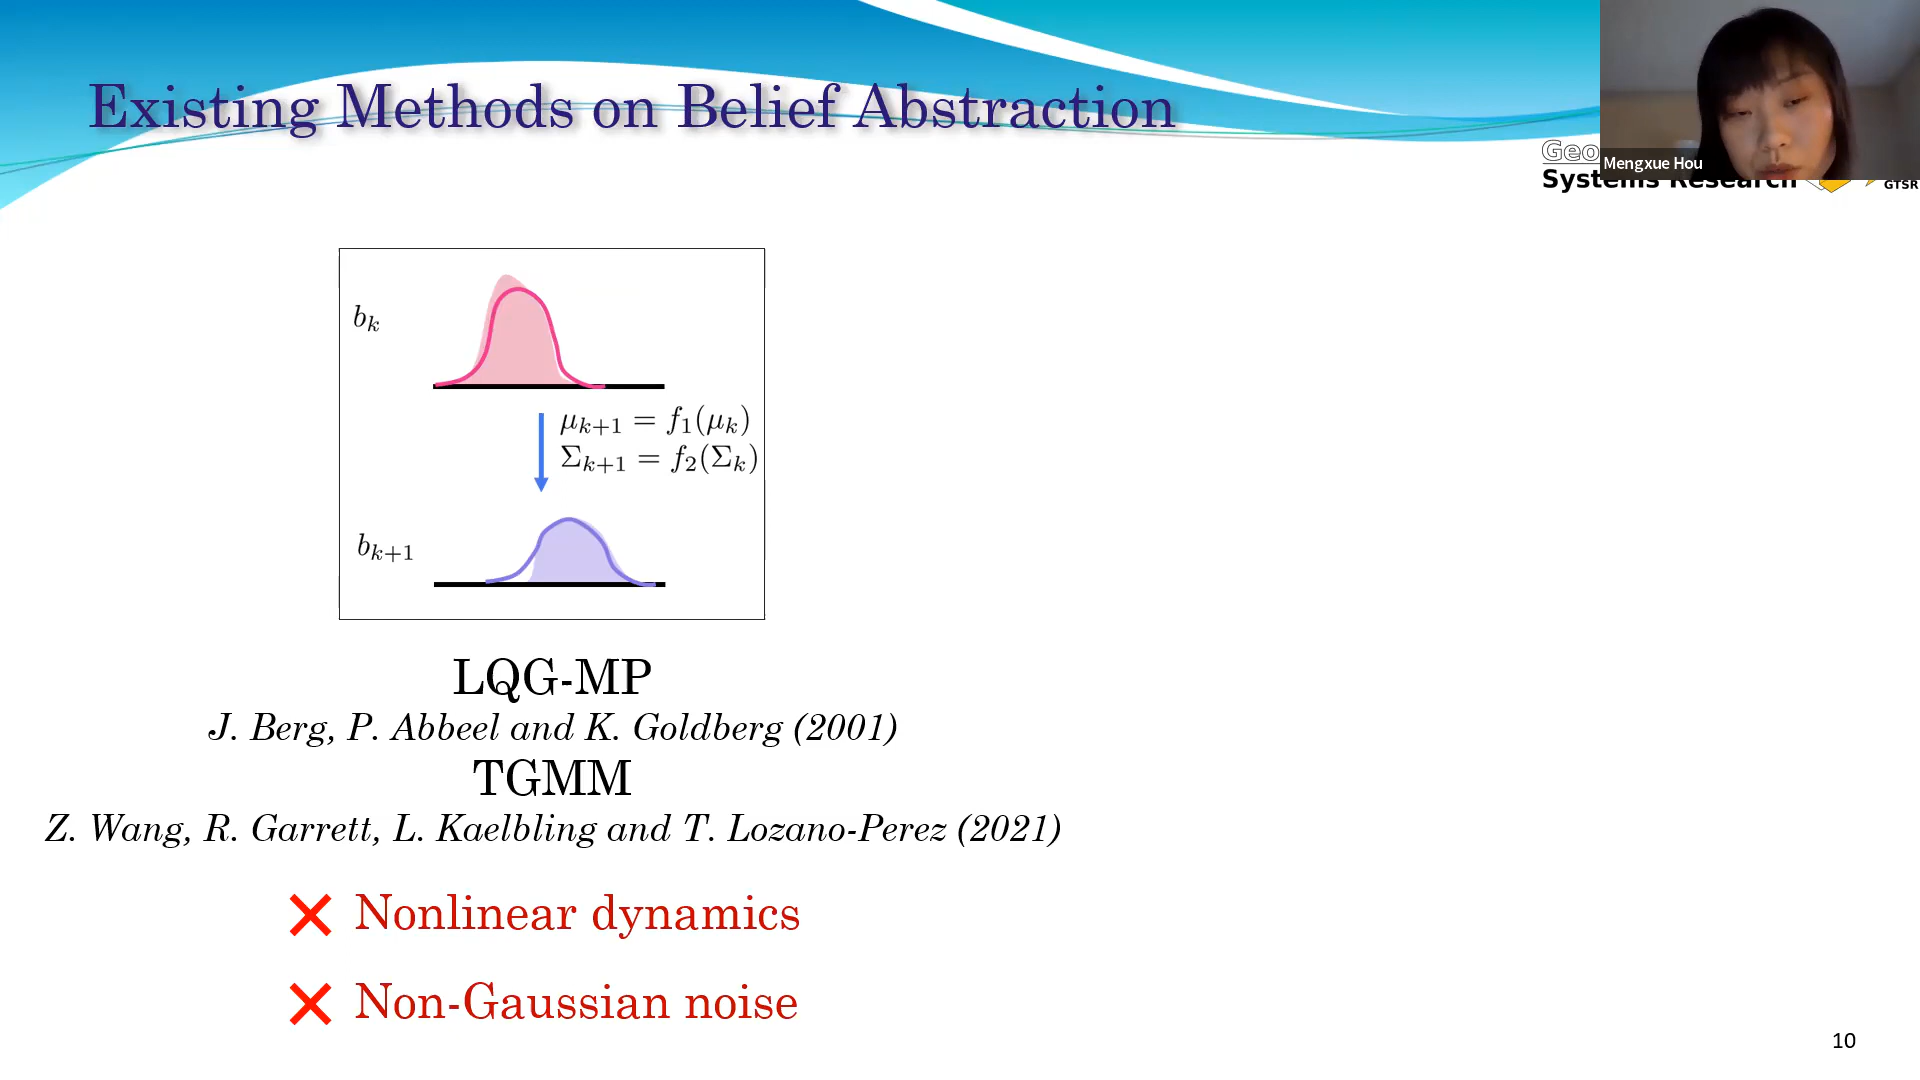 Existing Methods on Belief Abstraction
Geo
Systems Research
GTSR
Mengxue Hou
b_k
μ_{k+1} = f_1(μ_k)
Σ_{k+1} = f_2(Σ_k)
b_{k+1}
LQG-MP
J. Berg, P. Abbeel and K. Goldberg (2001)
TGMM
Z. Wang, R. Garrett, L. Kaelbling and T. Lozano-Perez (2021)
Nonlinear dynamics
Non-Gaussian noise
10